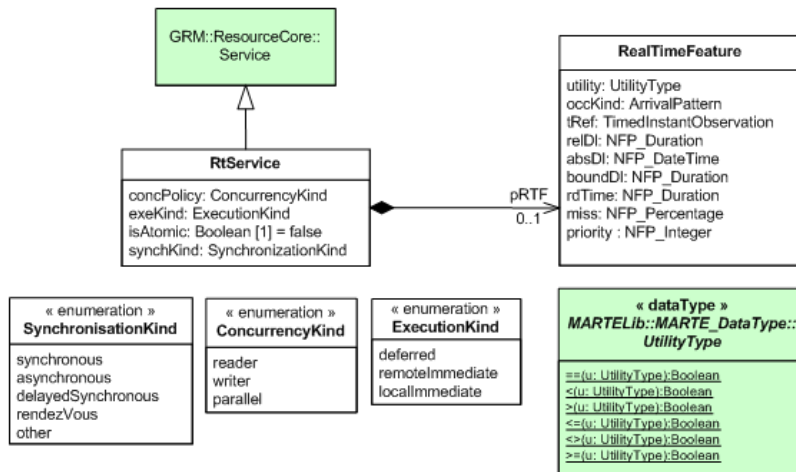 GRM::ResourceCore::
Service
RtService
concPolicy: ConcurrencyKind
exeKind: ExecutionKind
isAtomic: Boolean [1] = false
synchKind: SynchronizationKind
pRTF
0..1
RealTimeFeature
utility: UtilityType
occKind: ArrivalPattern
tRef: TimedInstantObservation
relDl: NFP_Duration
absDl: NFP_DateTime
boundDl: NFP_Duration
rdTime: NFP_Duration
miss: NFP_Percentage
priority : NFP_Integer
« enumeration »
SynchronisationKind
synchronous
asynchronous
delayedSynchronous
rendezVous
other
« enumeration »
ConcurrencyKind
reader
writer
parallel
« enumeration »
ExecutionKind
deferred
remoteImmediate
localImmediate
« dataType »
MARTELib::MARTE_DataType::
UtilityType
==(u: UtilityType):Boolean
<(u: UtilityType):Boolean
>(u: UtilityType):Boolean
<=(u: UtilityType):Boolean
<>(u: UtilityType):Boolean
>=(u: UtilityType):Boolean